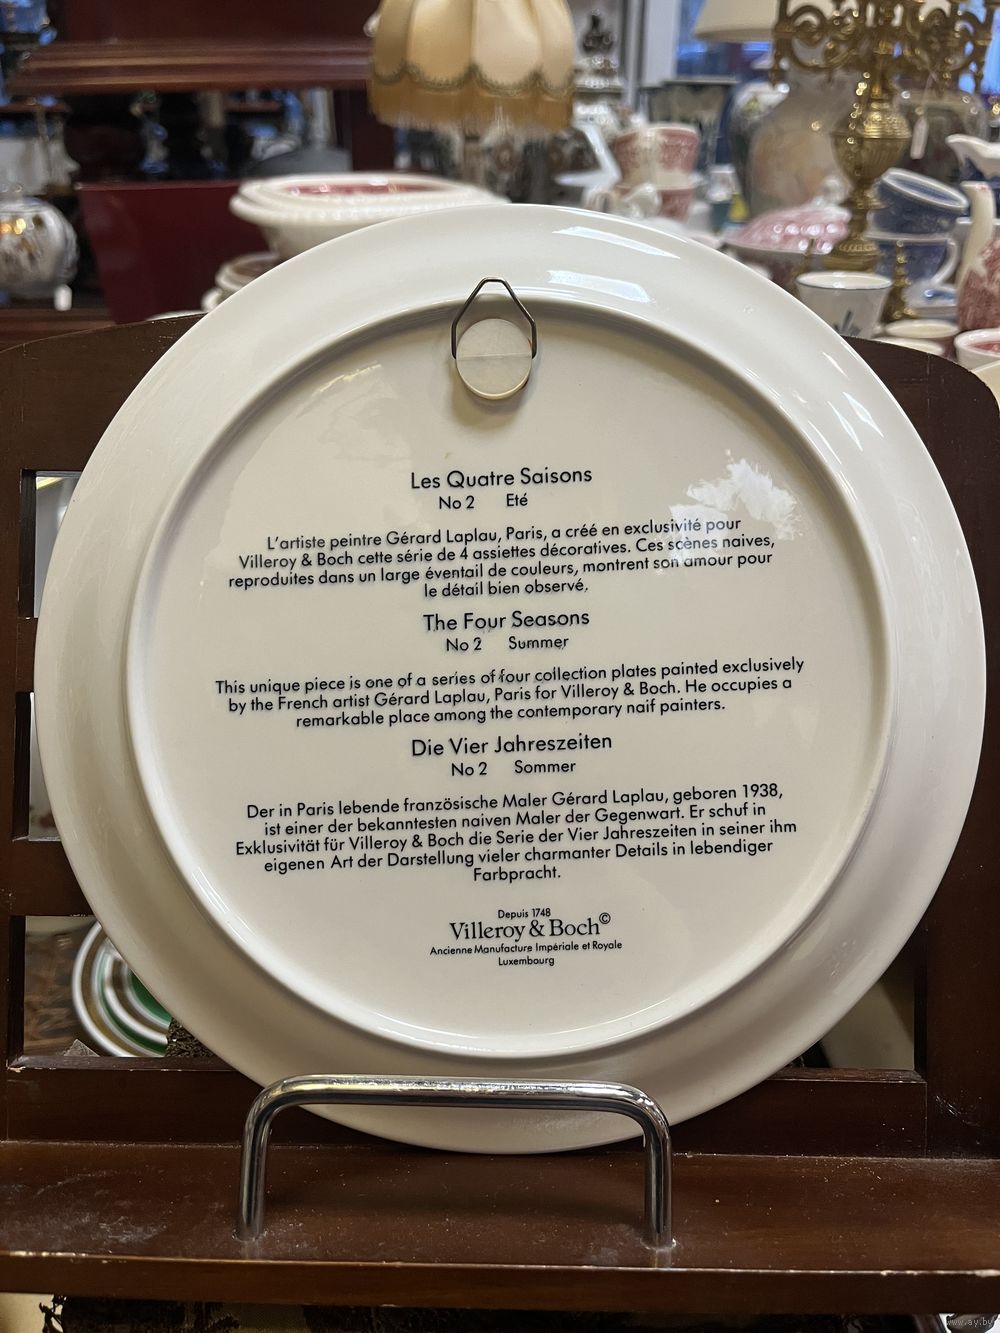 Les Quatre Saisons
No 2 Eté
L'artiste peintre Gérard Laplau, Paris, a créé en exclusivité pour
Villeroy & Boch cette série de 4 assiettes décoratives. Ces scènes naives,
reproduites dans un large éventail de couleurs, montrent son amour pour
le détail bien observé.
The Four Seasons
No 2 Summer
This unique piece is one of a series of four collection plates painted exclusively
by the French artist Gérard Laplau, Paris for Villeroy & Boch. He occupies a
remarkable place among the contemporary naif painters.
Die Vier Jahreszeiten
No 2 Sommer
Der in Paris lebende französische Maler Gérard Laplau, geboren 1938,
ist einer der bekanntesten naiven Maler der Gegenwart. Er schuf in
Exklusivität für Villeroy & Boch die Serie der Vier Jahreszeiten in seiner ihm
eigenen Art der Darstellung vieler charmanter Details in lebendiger
Farbpracht.
Depuis 1748
Villeroy & Boch©
Ancienne Manufacture Impériale et Royale
Luxembourg
www.ay.by